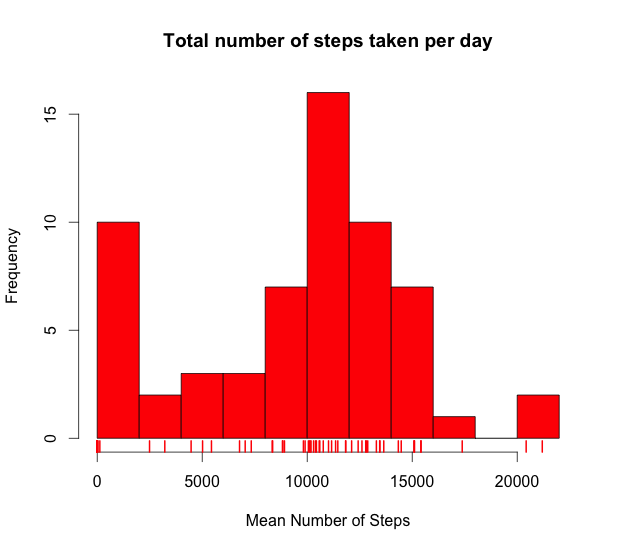 Total number of steps taken per day
Frequency
15
10
5
0
0 5000 10000 15000 20000
Mean Number of Steps